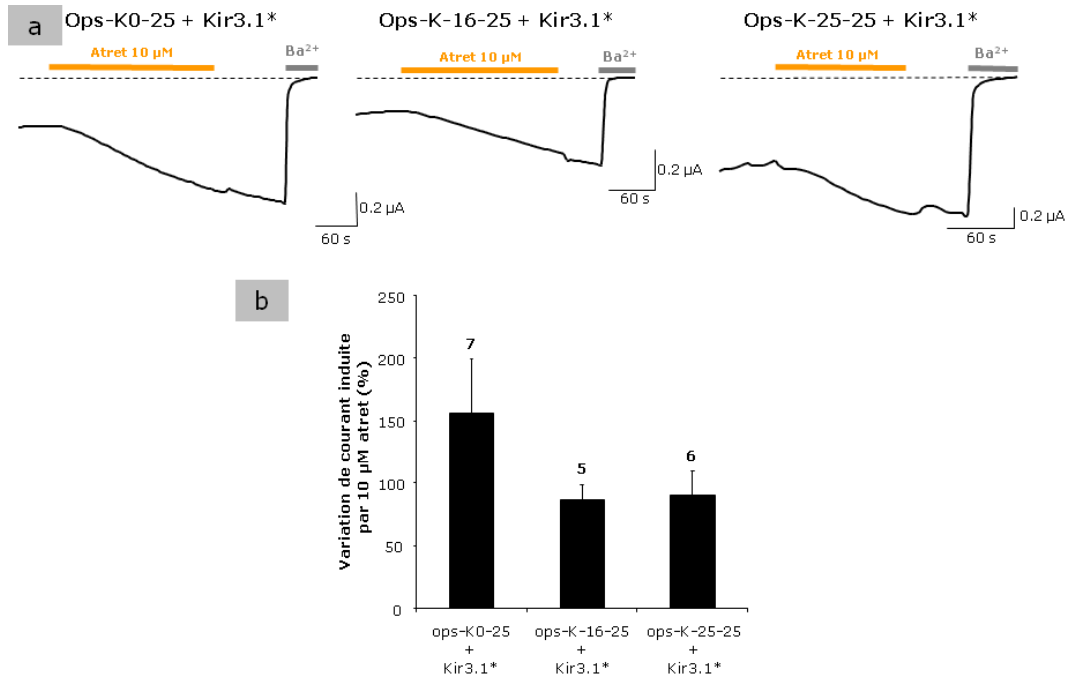 a
Ops-K0-25 + Kir3.1*
Ops-K-16-25 + Kir3.1*
Ops-K-25-25 + Kir3.1*
Atret 10 µM
Ba2+
Atret 10 µM
Ba2+
Atret 10 µM
Ba2+
0.2 µA
60 s
0.2 µA
60 s
0.2 µA
60 s
b
Variation de courant induite
par 10 µM atret (%)
250
200
150
100
50
0
7
5
6
ops-K0-25
+
Kir3.1*
ops-K-16-25
+
Kir3.1*
ops-K-25-25
+
Kir3.1*